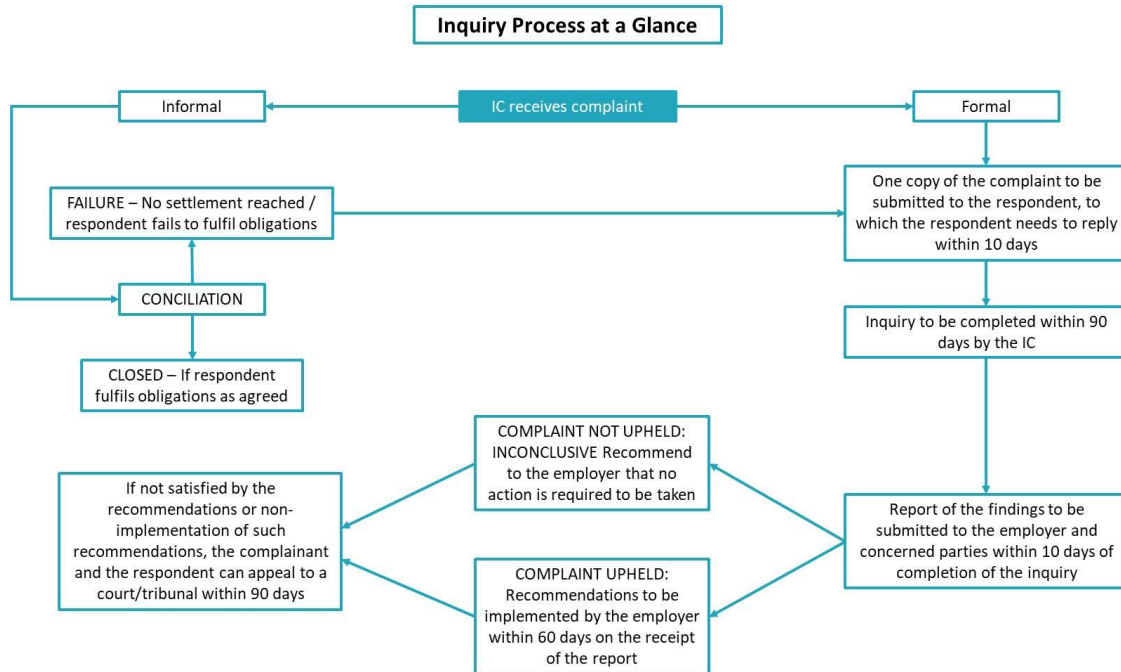 Inquiry Process at a Glance
Informal
IC receives complaint
Formal
FAILURE – No settlement reached /
respondent fails to fulfil obligations
One copy of the complaint to be
submitted to the respondent, to
which the respondent needs to reply
within 10 days
CONCILIATION
Inquiry to be completed within 90
days by the IC
CLOSED – If respondent
fulfils obligations as agreed
COMPLAINT NOT UPHELD:
INCONCLUSIVE Recommend
to the employer that no
action is required to be taken
If not satisfied by the
recommendations or non-
implementation of such
recommendations, the complainant
and the respondent can appeal to a
court/tribunal within 90 days
Report of the findings to be
submitted to the employer and
concerned parties within 10 days of
completion of the inquiry
COMPLAINT UPHELD:
Recommendations to be
implemented by the employer
within 60 days on the receipt
of the report